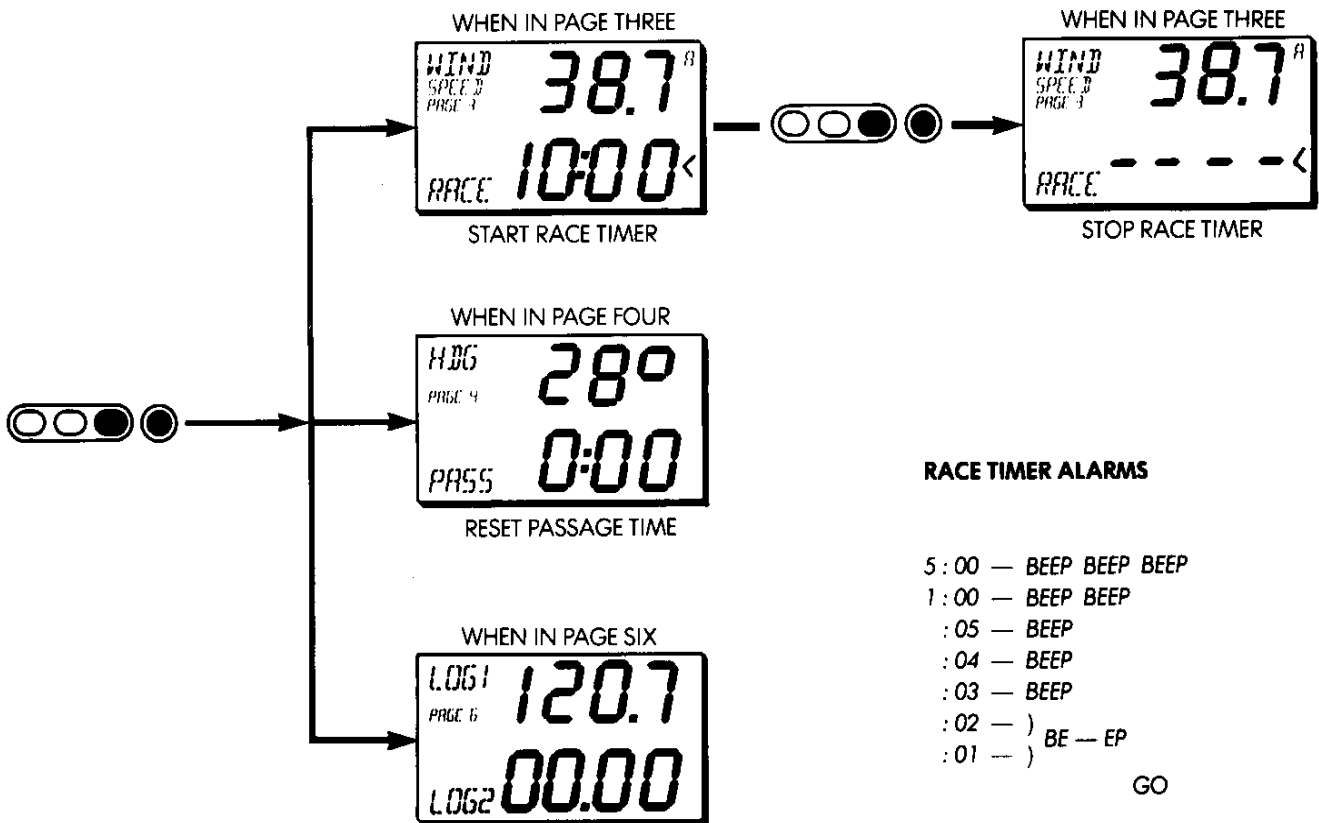 WHEN IN PAGE THREE
WIND
SPEED
PAGE 3
38.7 A
RACE 10:00 <
START RACE TIMER
WHEN IN PAGE THREE
WIND
SPEED
PAGE 3
38.7 A
RACE - - - - <
STOP RACE TIMER
WHEN IN PAGE FOUR
HDG 28°
PAGE 4
PASS 0:00
RESET PASSAGE TIME
WHEN IN PAGE SIX
LOG1 120.7
PAGE 6
LOG2 00.00
RACE TIMER ALARMS
5:00 — BEEP BEEP BEEP
1:00 — BEEP BEEP
:05 — BEEP
:04 — BEEP
:03 — BEEP
:02 — )
:01 — ) BE — EP
GO